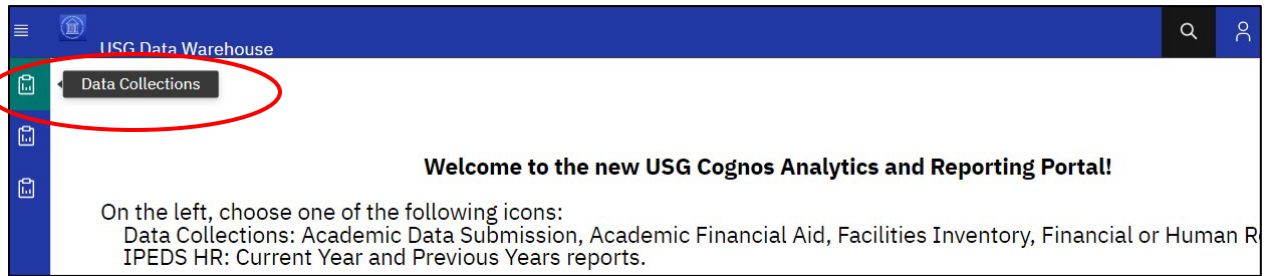 USG Data Warehouse
Data Collections
Welcome to the new USG Cognos Analytics and Reporting Portal!
On the left, choose one of the following icons:
Data Collections: Academic Data Submission, Academic Financial Aid, Facilities Inventory, Financial or Human
IPEDS HR: Current Year and Previous Years reports.